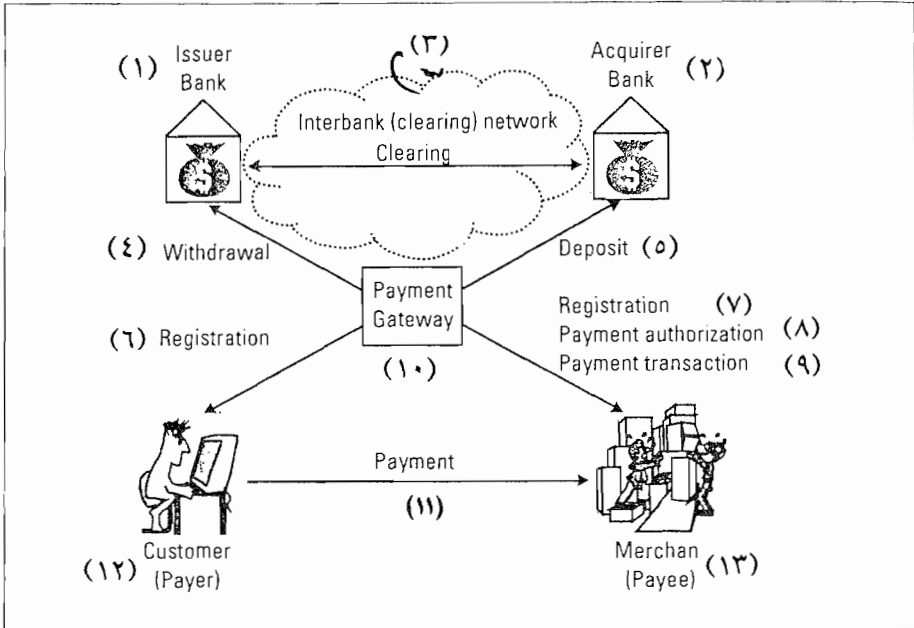 (٣)
(١) Issuer
Bank
Acquirer
Bank (٢)
Interbank (clearing) network
Clearing
(٤) Withdrawal
Deposit (٥)
Payment
Gateway
(١٠)
(٦) Registration
Registration (٧)
Payment authorization (٨)
Payment transaction (٩)
Payment
(١١)
(١٢) Customer
(Payer)
Merchan
(Payee) (١٣)